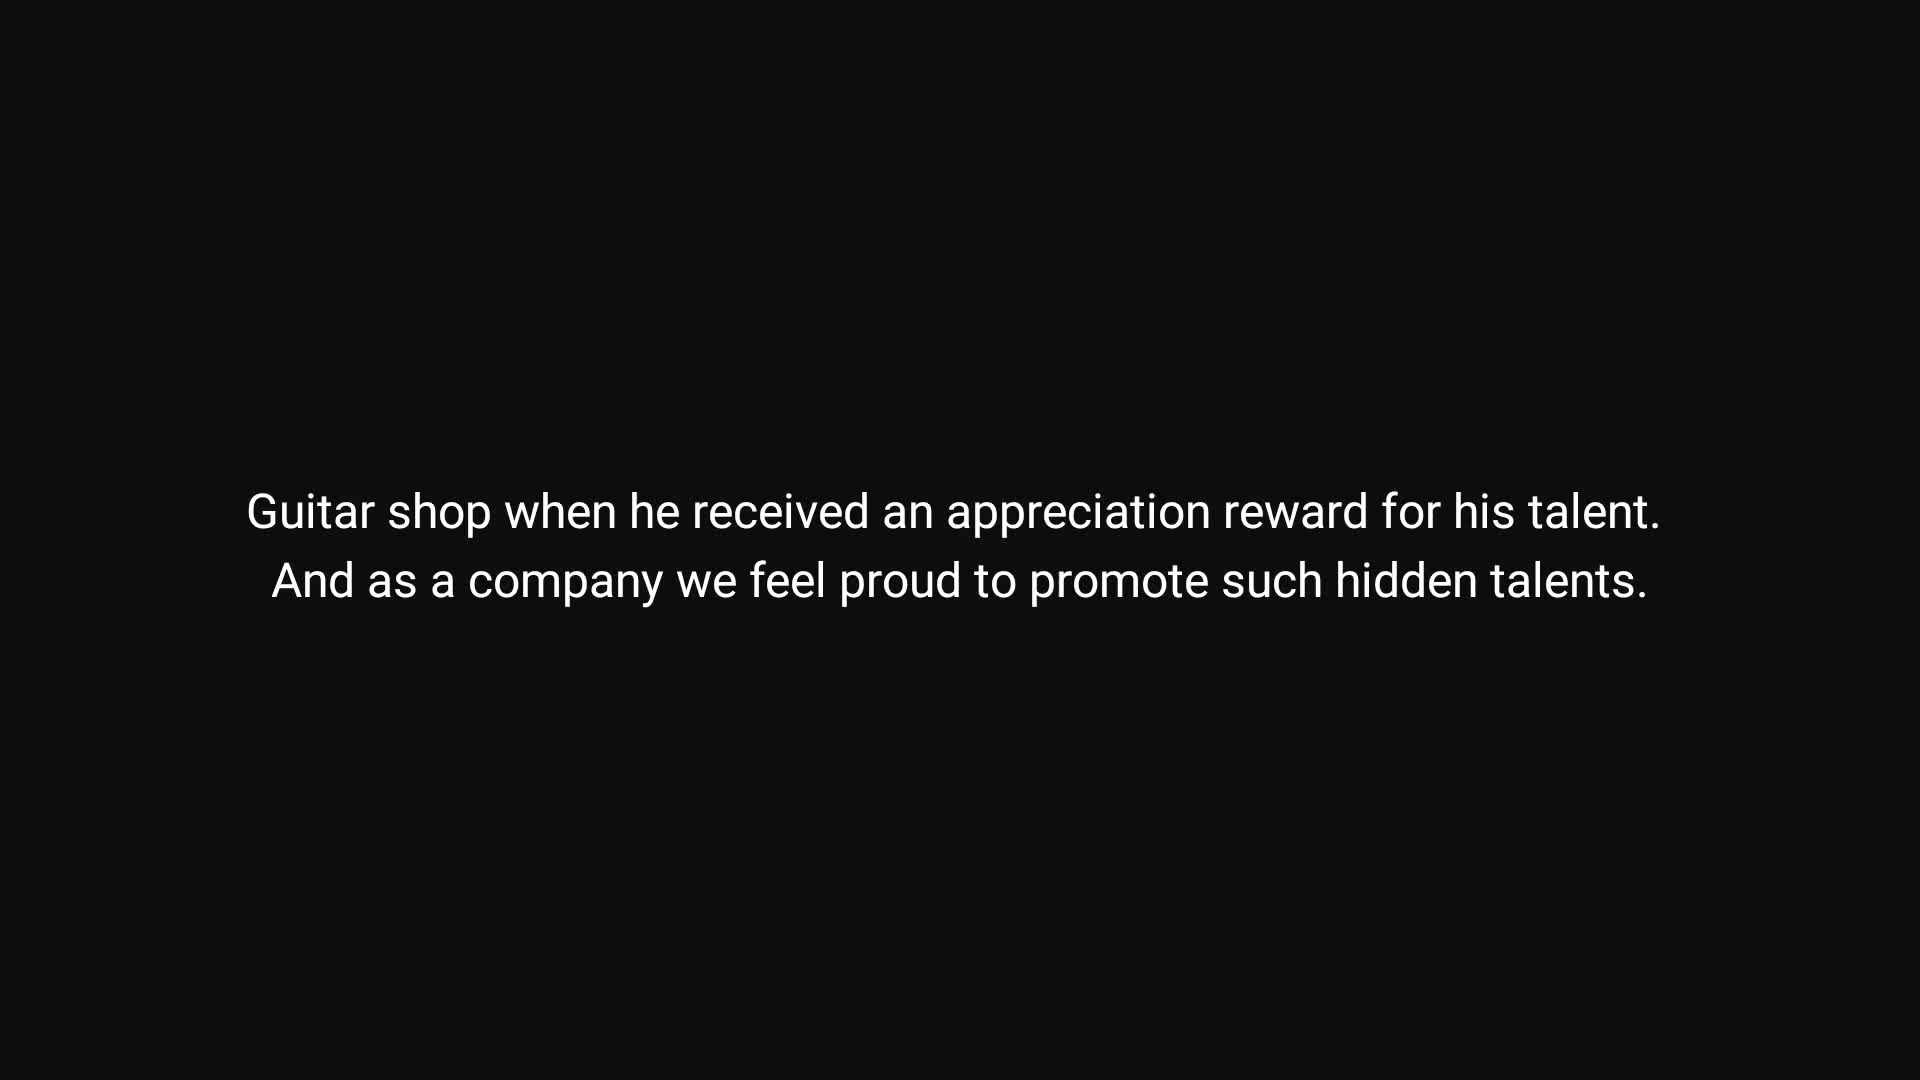 Guitar shop when he received an appreciation reward for his talent.
And as a company we feel proud to promote such hidden talents.